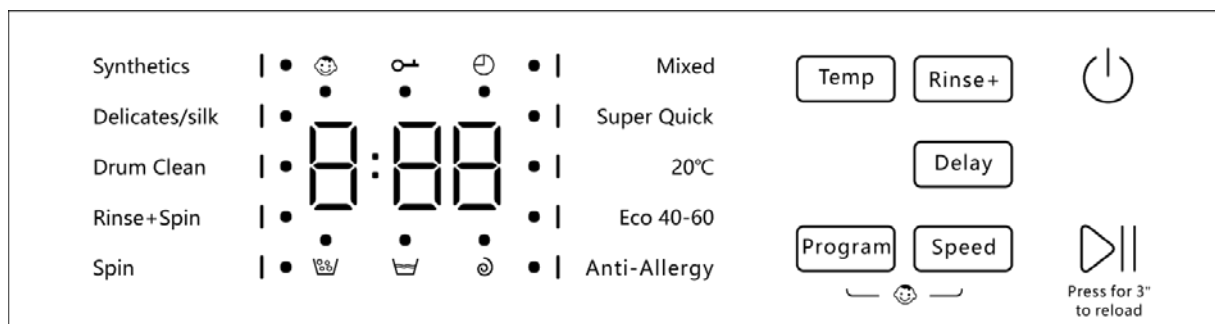 Synthetics
Delicates/silk
Drum Clean
Rinse+Spin
Spin
8:88
Mixed
Super Quick
20℃
Eco 40-60
Anti-Allergy
Temp
Rinse+
Delay
Program
Speed
Press for 3"
to reload